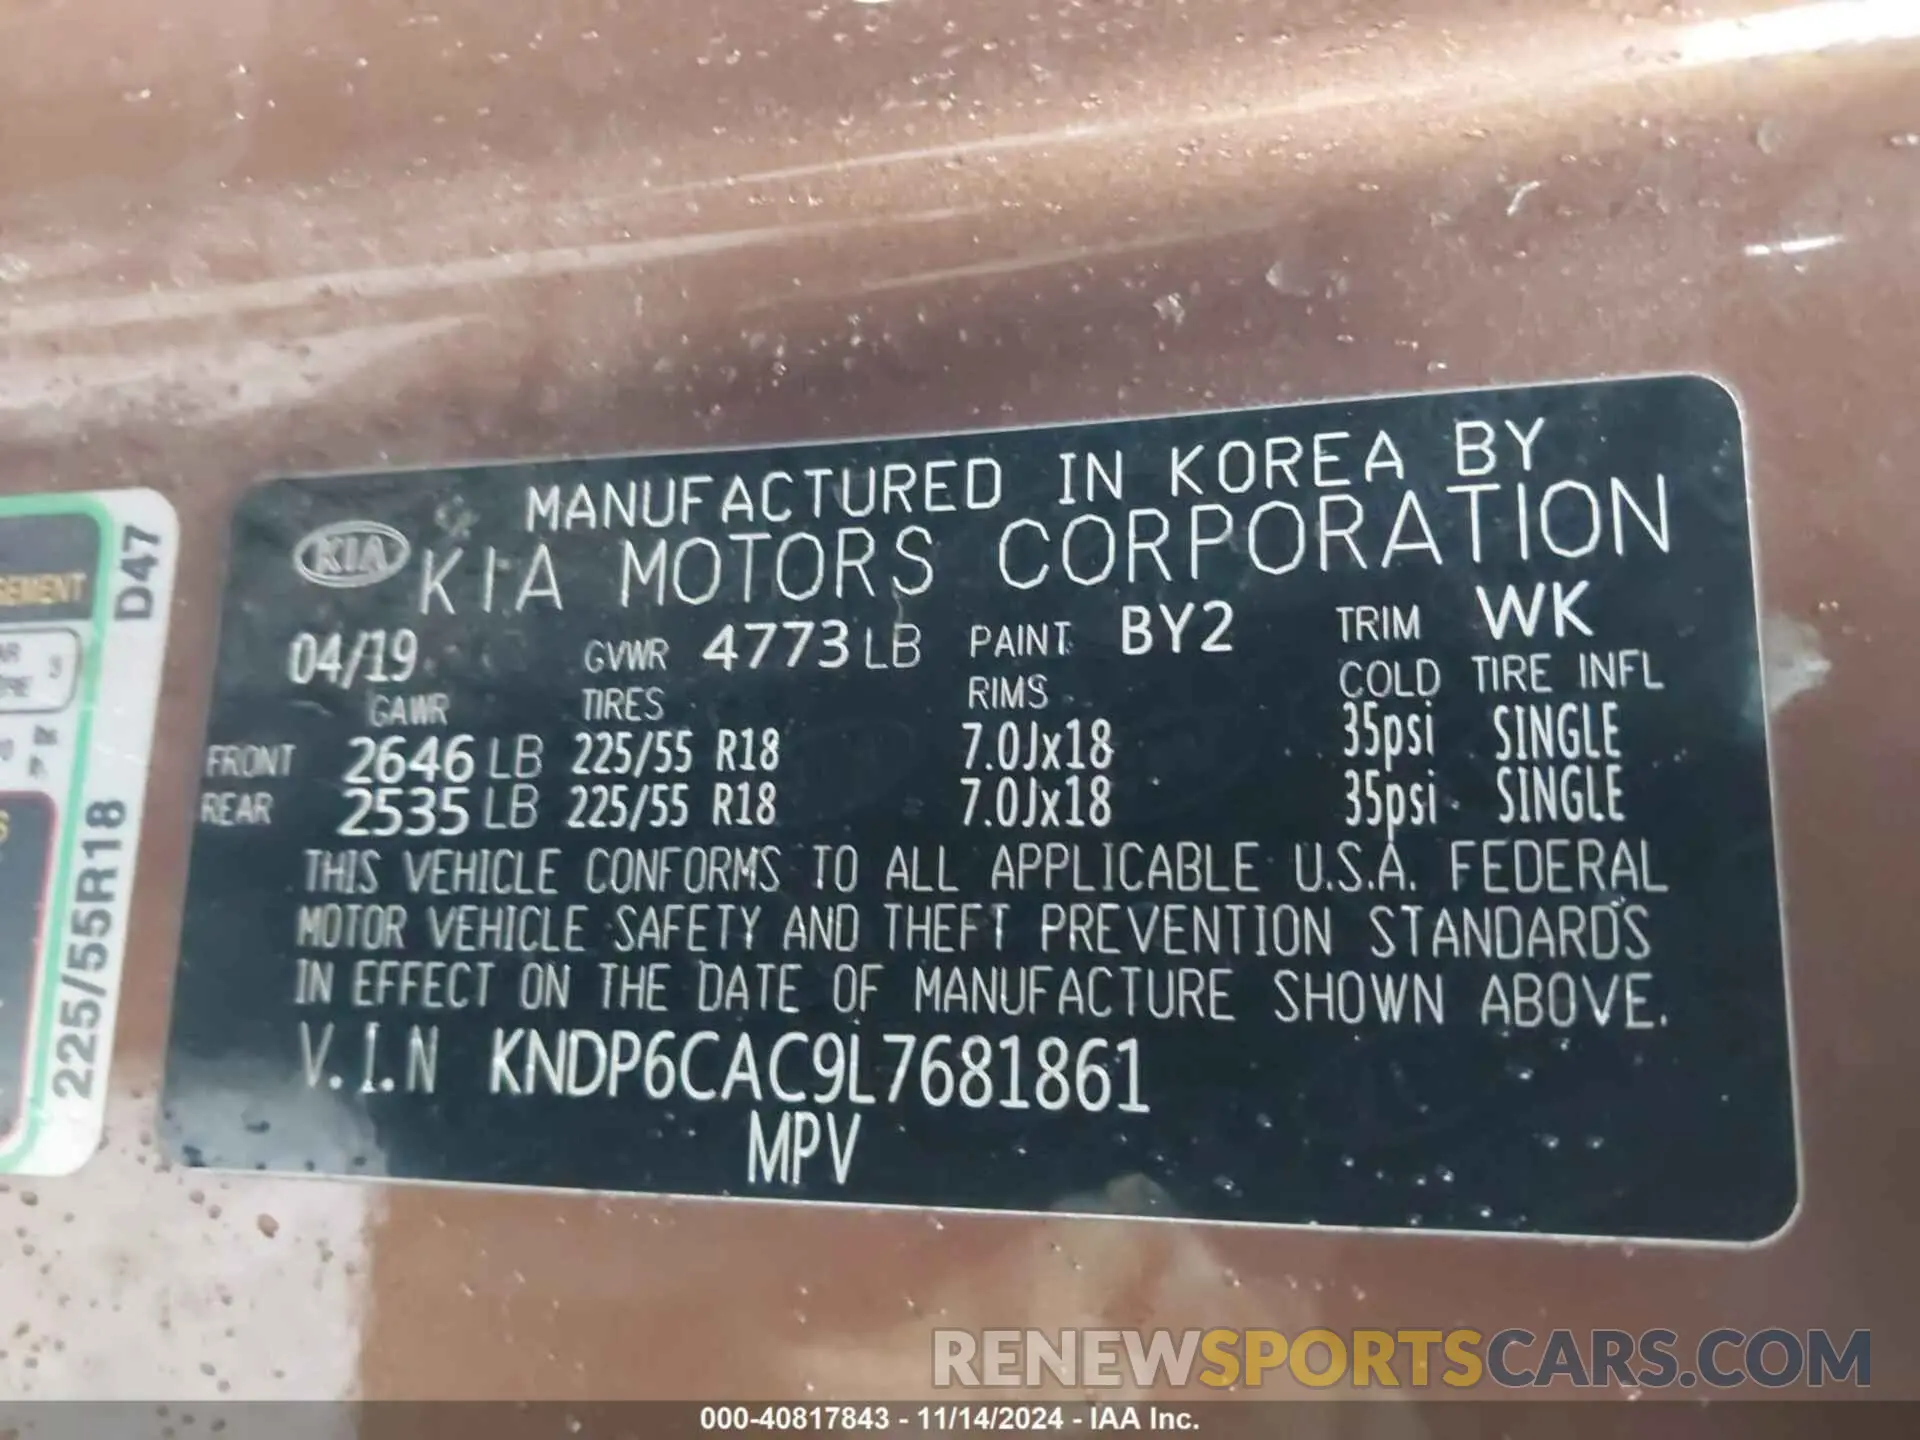 MANUFACTURED IN KOREA BY
KIA KIA MOTORS CORPORATION
04/19 GVWR 4773 LB PAINT BY2 TRIM WK
GAWR TIRES RIMS COLD TIRE INFL
FRONT 2646 LB 225/55 R18 7.0Jx18 35psi SINGLE
REAR 2535 LB 225/55 R18 7.0Jx18 35psi SINGLE
THIS VEHICLE CONFORMS TO ALL APPLICABLE U.S.A. FEDERAL
MOTOR VEHICLE SAFETY AND THEFT PREVENTION STANDARDS
IN EFFECT ON THE DATE OF MANUFACTURE SHOWN ABOVE.
V.I.N KNDP6CAC9L7681861
MPV
225/55R18 D47
RENEWSPORTSCARS.COM
000-40817843 - 11/14/2024 - IAA Inc.